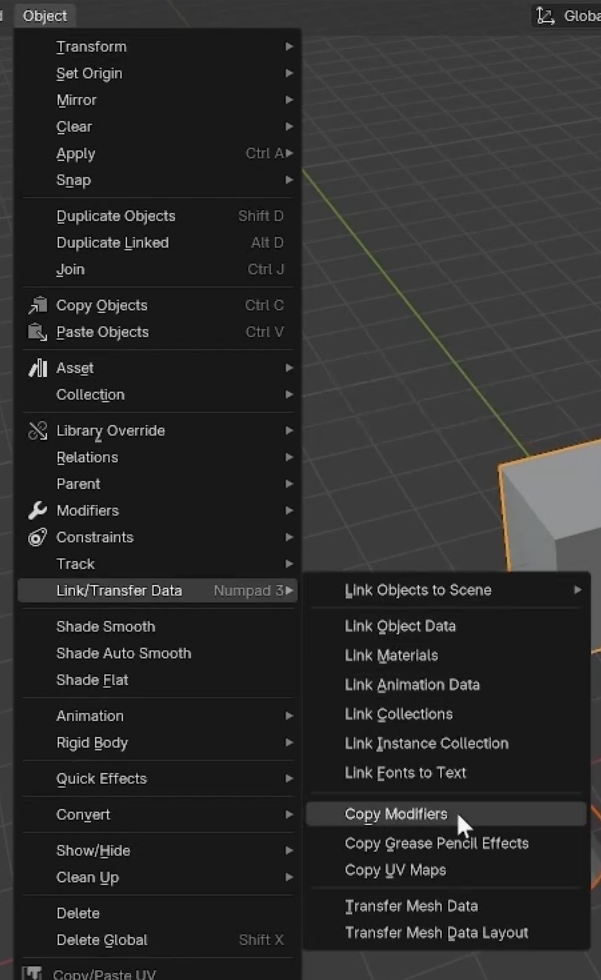 Object
Globa
Transform
Set Origin
Mirror
Clear
Apply Ctrl A
Snap
Duplicate Objects Shift D
Duplicate Linked Alt D
Join Ctrl J
Copy Objects Ctrl C
Paste Objects Ctrl V
Asset
Collection
Library Override
Relations
Parent
Modifiers
Constraints
Track
Link/Transfer Data Numpad 3
Shade Smooth
Shade Auto Smooth
Shade Flat
Animation
Rigid Body
Quick Effects
Convert
Show/Hide
Clean Up
Delete
Delete Global Shift X
Copy/Paste UV
Link Objects to Scene
Link Object Data
Link Materials
Link Animation Data
Link Collections
Link Instance Collection
Link Fonts to Text
Copy Modifiers
Copy Grease Pencil Effects
Copy UV Maps
Transfer Mesh Data
Transfer Mesh Data Layout